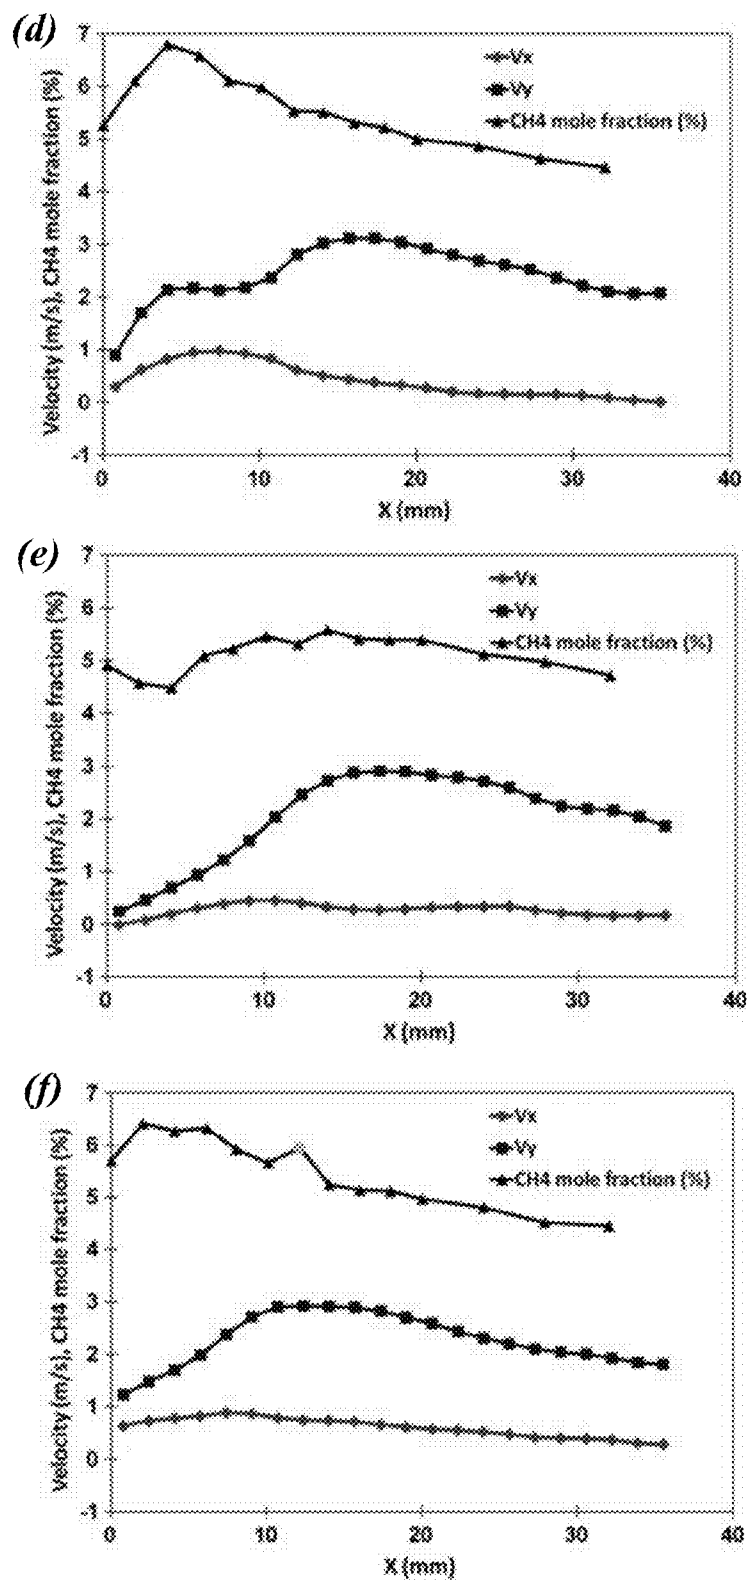 (d)
Velocity (m/s), CH4 mole fraction (%)
7
6
5
4
3
2
1
0
-1
Vx
Vy
CH4 mole fraction (%)
0 10 20 30 40
X (mm)
(e)
Velocity (m/s), CH4 mole fraction (%)
7
6
5
4
3
2
1
0
-1
Vx
Vy
CH4 mole fraction (%)
0 10 20 30 40
X (mm)
(f)
Velocity (m/s), CH4 mole fraction (%)
7
6
5
4
3
2
1
0
-1
Vx
Vy
CH4 mole fraction (%)
0 10 20 30 40
X (mm)